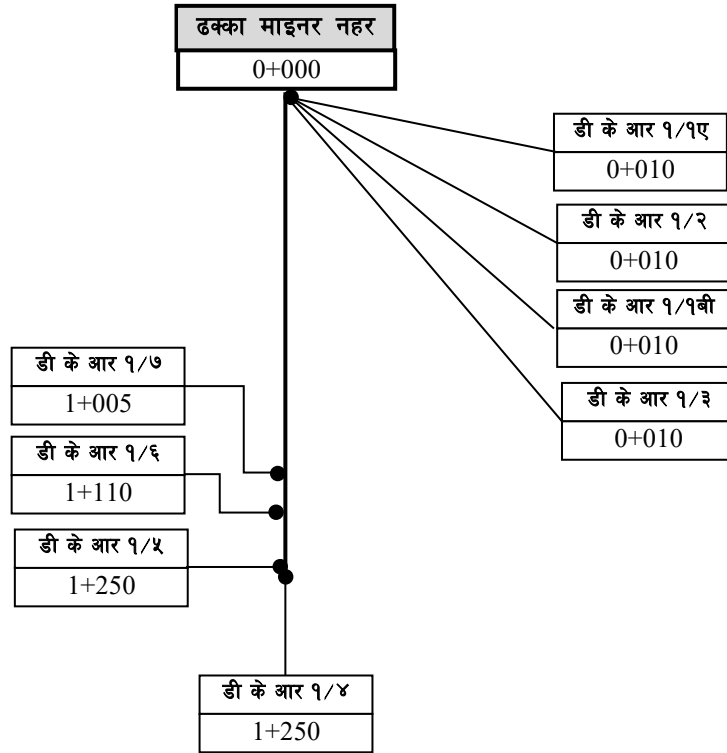 ढक्का माइनर नहर
0+000
डी के आर १/१ए
0+010
डी के आर १/२
0+010
डी के आर १/१बी
0+010
डी के आर १/३
0+010
डी के आर १/७
1+005
डी के आर १/६
1+110
डी के आर १/५
1+250
डी के आर १/४
1+250